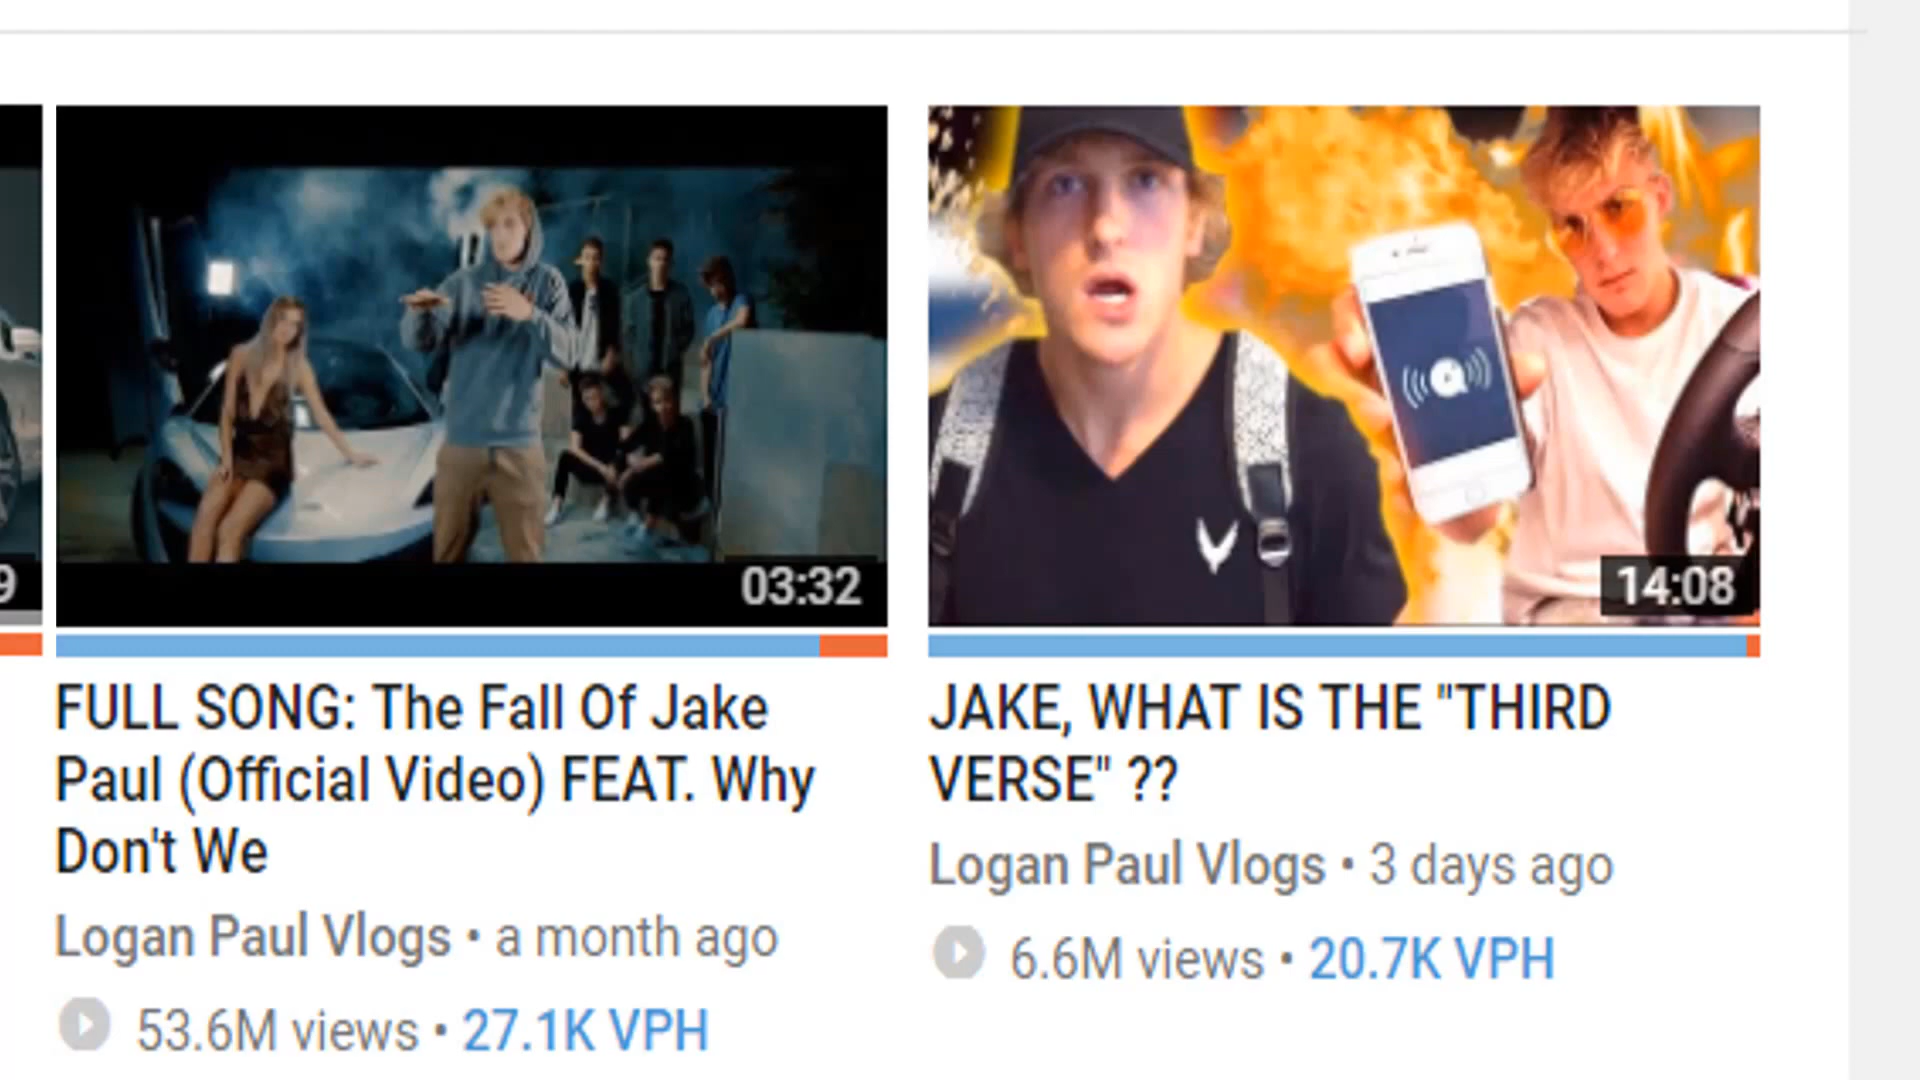 9
03:32
14:08
FULL SONG: The Fall Of Jake
Paul (Official Video) FEAT. Why
Don't We
Logan Paul Vlogs • a month ago
53.6M views • 27.1K VPH
JAKE, WHAT IS THE "THIRD
VERSE" ??
Logan Paul Vlogs • 3 days ago
6.6M views • 20.7K VPH